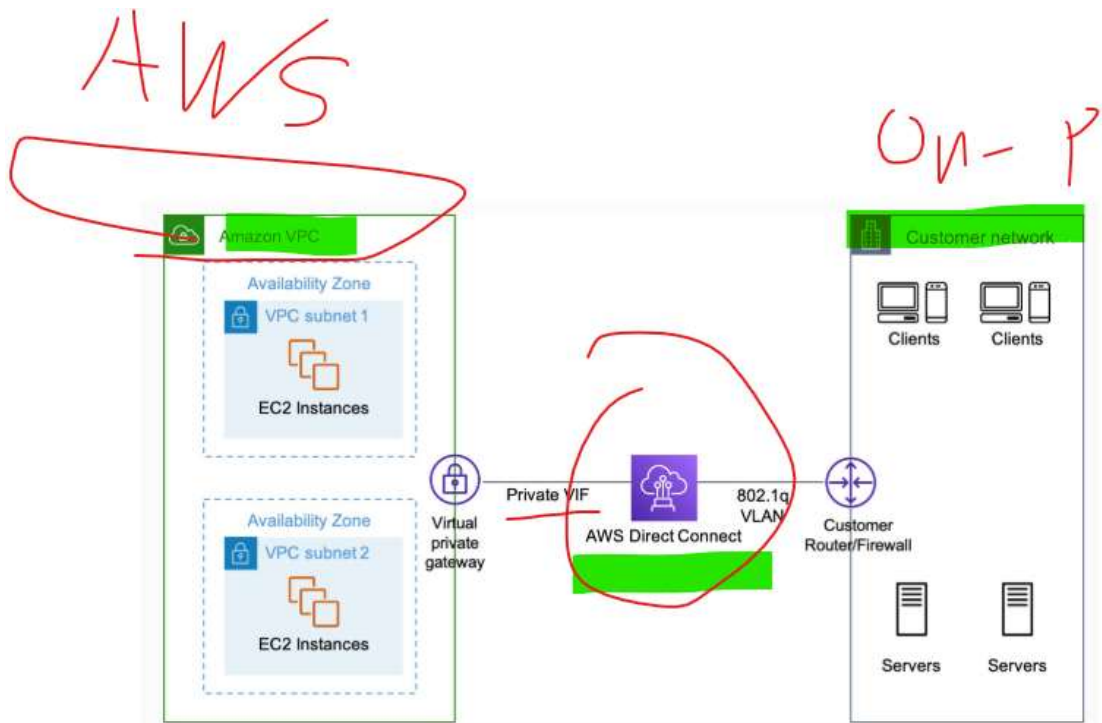 AWS
On-P
Amazon VPC
Customer network
Availability Zone
VPC subnet 1
EC2 Instances
Clients
Clients
Private VIF
802.1q
VLAN
AWS Direct Connect
Virtual
private
gateway
Customer
Router/Firewall
Availability Zone
VPC subnet 2
EC2 Instances
Servers
Servers